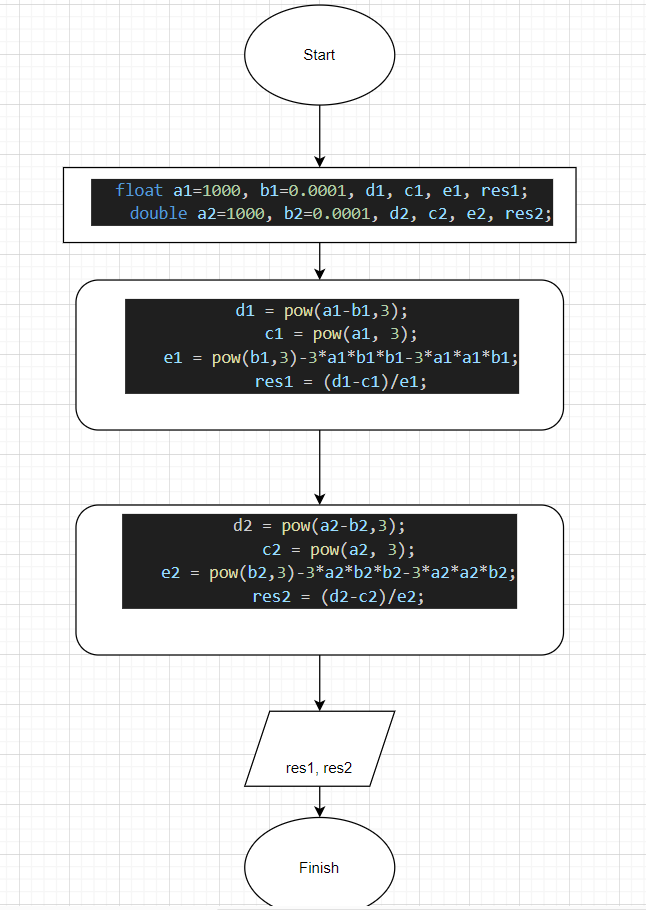 Start
float a1=1000, b1=0.0001, d1, c1, e1, res1;
double a2=1000, b2=0.0001, d2, c2, e2, res2;
d1 = pow(a1-b1,3);
c1 = pow(a1, 3);
e1 = pow(b1,3)-3*a1*b1*b1-3*a1*a1*b1;
res1 = (d1-c1)/e1;
d2 = pow(a2-b2,3);
c2 = pow(a2, 3);
e2 = pow(b2,3)-3*a2*b2*b2-3*a2*a2*b2;
res2 = (d2-c2)/e2;
res1, res2
Finish